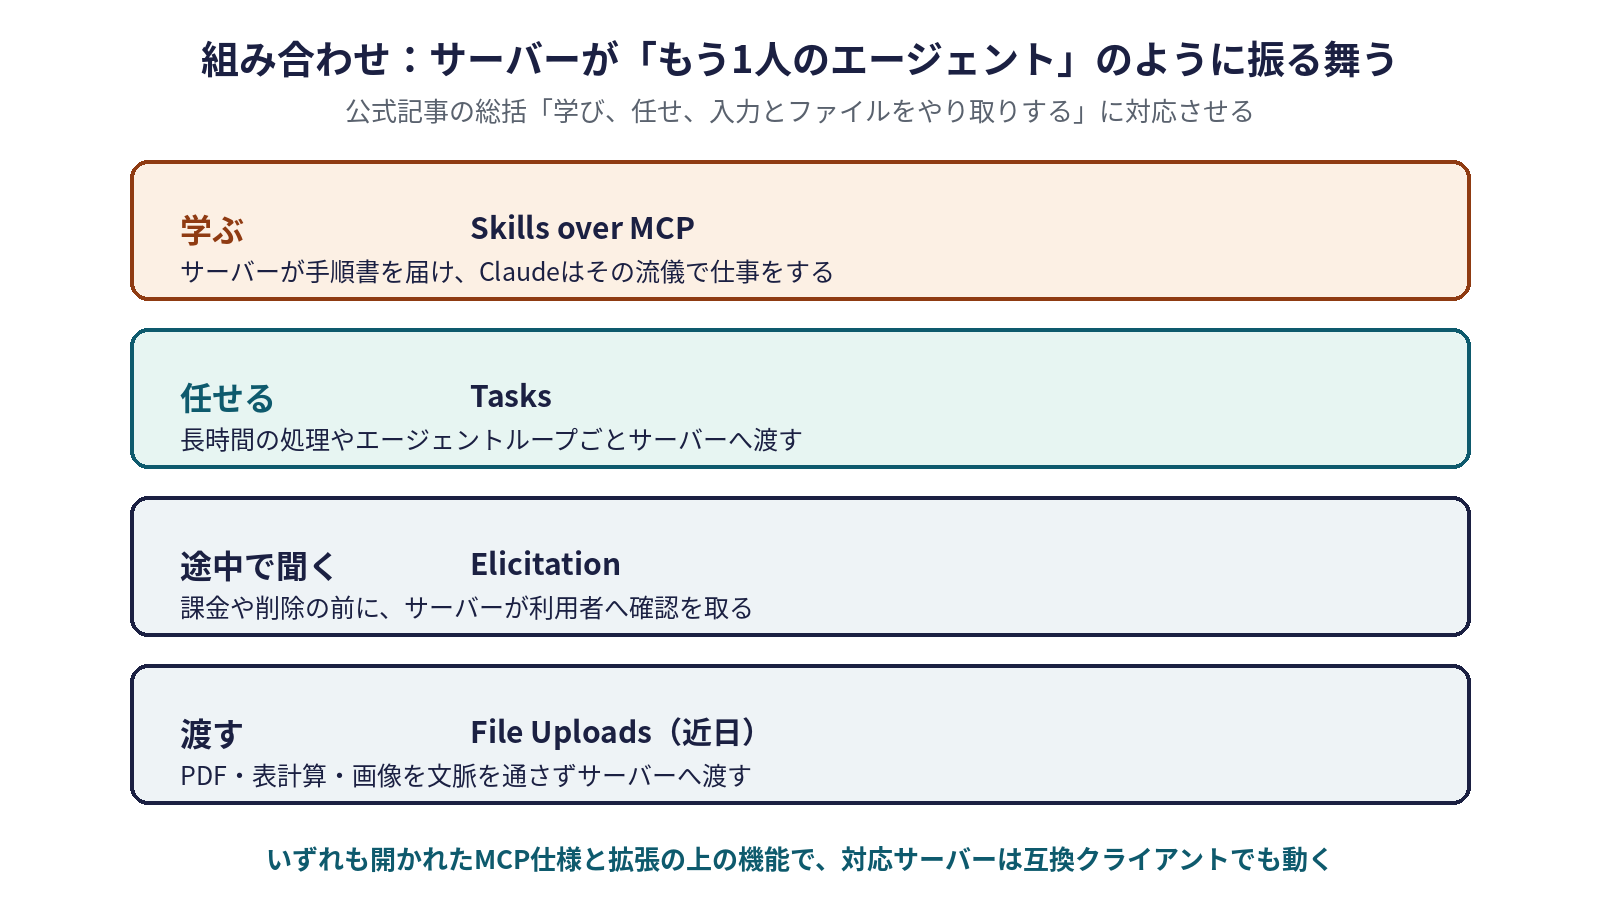 組み合わせ：サーバーが「もう1人のエージェント」のように振る舞う
公式記事の総括「学び、任せ、入力とファイルをやり取りする」に対応させる
学ぶ
Skills over MCP
サーバーが手順書を届け、Claudeはその流儀で仕事をする
任せる
Tasks
長時間の処理やエージェントループごとサーバーへ渡す
途中で聞く
Elicitation
課金や削除の前に、サーバーが利用者へ確認を取る
渡す
File Uploads（近日）
PDF・表計算・画像を文脈を通さずサーバーへ渡す
いずれも開かれたMCP仕様と拡張の上の機能で、対応サーバーは互換クライアントでも動く